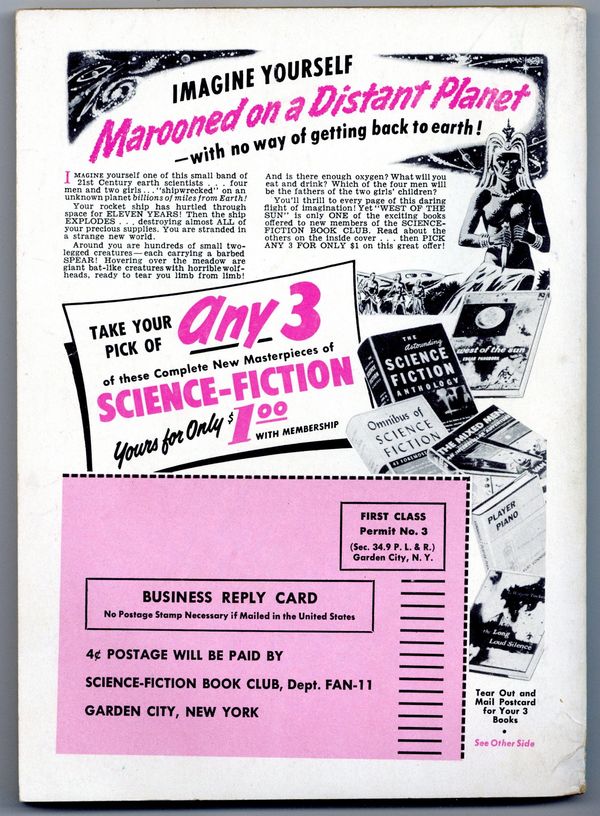 IMAGINE YOURSELF
Marooned on a Distant Planet
—with no way of getting back to earth!
IMAGINE yourself one of this small band of
21st Century earth scientists . . . four
men and two girls . . . "shipwrecked" on an
unknown planet billions of miles from Earth!
Your rocket ship has hurtled through
space for ELEVEN YEARS! Then the ship
EXPLODES . . . destroying almost ALL of
your precious supplies. You are stranded in
a strange new world.
Around you are hundreds of small two-
legged creatures—each carrying a barbed
SPEAR! Hovering over the meadow are
giant bat-like creatures with horrible wolf-
heads, ready to tear you limb from limb!
And is there enough oxygen? What will you
eat and drink? Which of the four men will
be the fathers of the two girls' children?
You'll thrill to every page of this daring
flight of imagination! Yet "WEST OF THE
SUN" is only ONE of the exciting books
offered to new members of the SCIENCE-
FICTION BOOK CLUB. Read about the
others on the inside cover . . . then PICK
ANY 3 FOR ONLY $1 on this great offer!
TAKE YOUR
PICK OF
any 3
of these Complete New Masterpieces of
SCIENCE-FICTION
Yours for Only $1.00 WITH MEMBERSHIP
west of the sun
EDGAR PANGBORN
THE
astounding
SCIENCE
FICTION
ANTHOLOGY
Omnibus of
SCIENCE
FICTION
THE MIXED MEN
PLAYER
PIANO
the Long
Loud Silence
FIRST CLASS
Permit No. 3
(Sec. 34.9 P. L. & R.)
Garden City, N. Y.
BUSINESS REPLY CARD
No Postage Stamp Necessary if Mailed in the United States
4¢ POSTAGE WILL BE PAID BY
SCIENCE-FICTION BOOK CLUB, Dept. FAN-11
GARDEN CITY, NEW YORK
Tear Out and
Mail Postcard
for Your 3
Books
•
See Other Side